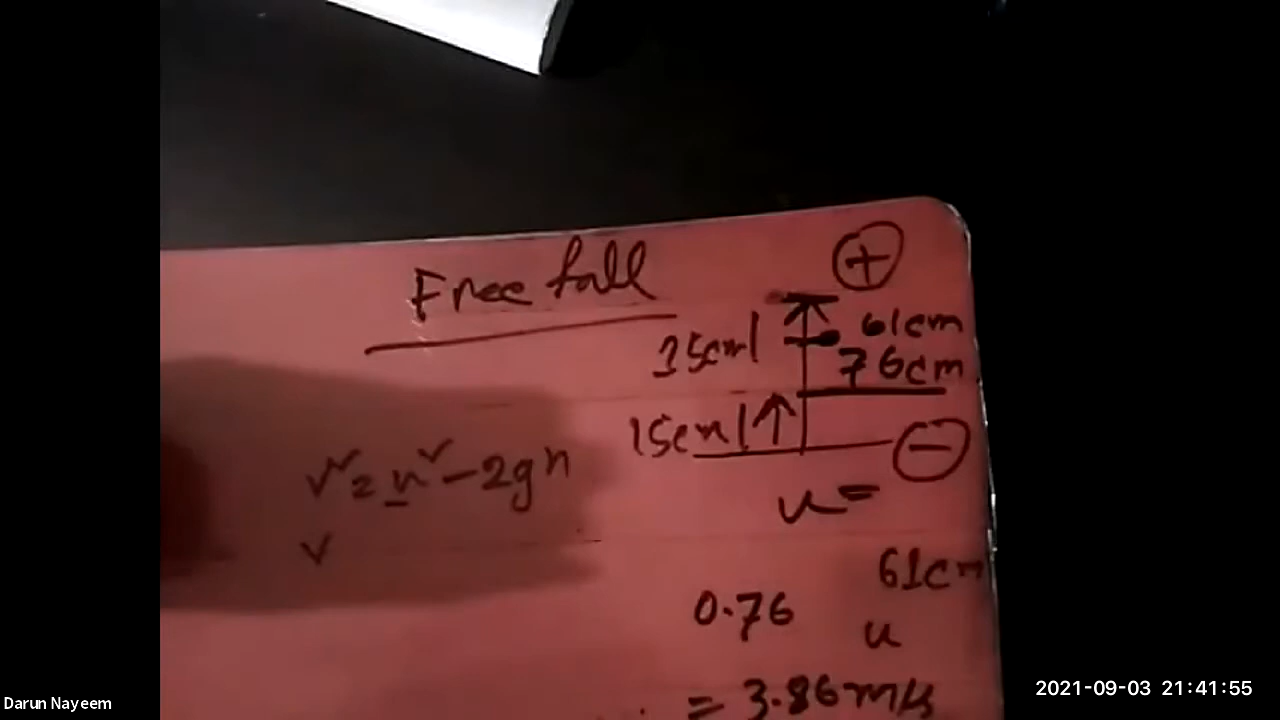 Free fall
+
15cm
61cm
76cm
15cm
−
v²=u²−2gh
u=
v
61cm
0.76
u
= 3.86 m/s
Darun Nayeem
2021-09-03 21:41:55